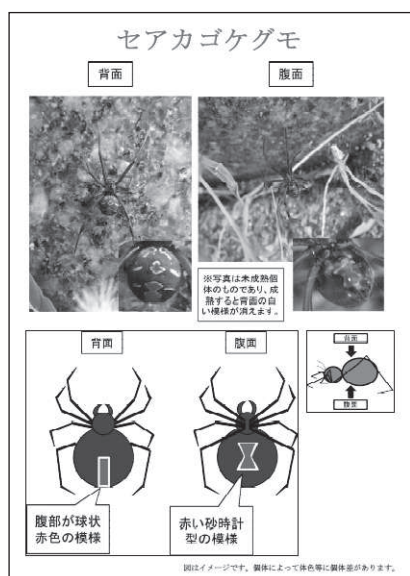 セアカゴケグモ
背面
腹面
※写真は未成熟個
体のものであり、成
熟すると背面の白
い模様が消えます。
背面
腹面
背面
腹面
腹部が球状
赤色の模様
赤い砂時計
型の模様
図はイメージです。個体によって体色等に個体差があります。